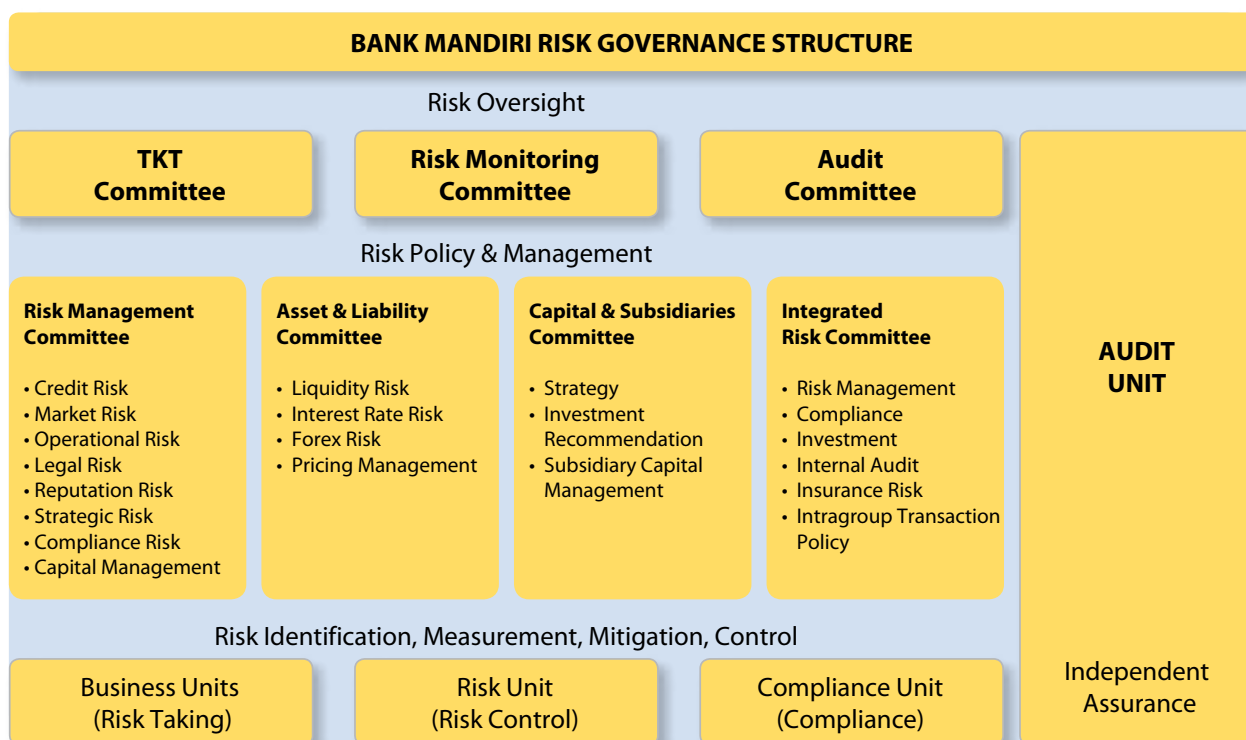 BANK MANDIRI RISK GOVERNANCE STRUCTURE
Risk Oversight
TKT
Committee
Risk Monitoring
Committee
Audit
Committee
Risk Policy & Management
Risk Management
Committee
• Credit Risk
• Market Risk
• Operational Risk
• Legal Risk
• Reputation Risk
• Strategic Risk
• Compliance Risk
• Capital Management
Asset & Liability
Committee
• Liquidity Risk
• Interest Rate Risk
• Forex Risk
• Pricing Management
Capital & Subsidiaries
Committee
• Strategy
• Investment
Recommendation
• Subsidiary Capital
Management
Integrated
Risk Committee
• Risk Management
• Compliance
• Investment
• Internal Audit
• Insurance Risk
• Intragroup Transaction
Policy
Risk Identification, Measurement, Mitigation, Control
Business Units
(Risk Taking)
Risk Unit
(Risk Control)
Compliance Unit
(Compliance)
AUDIT
UNIT
Independent
Assurance